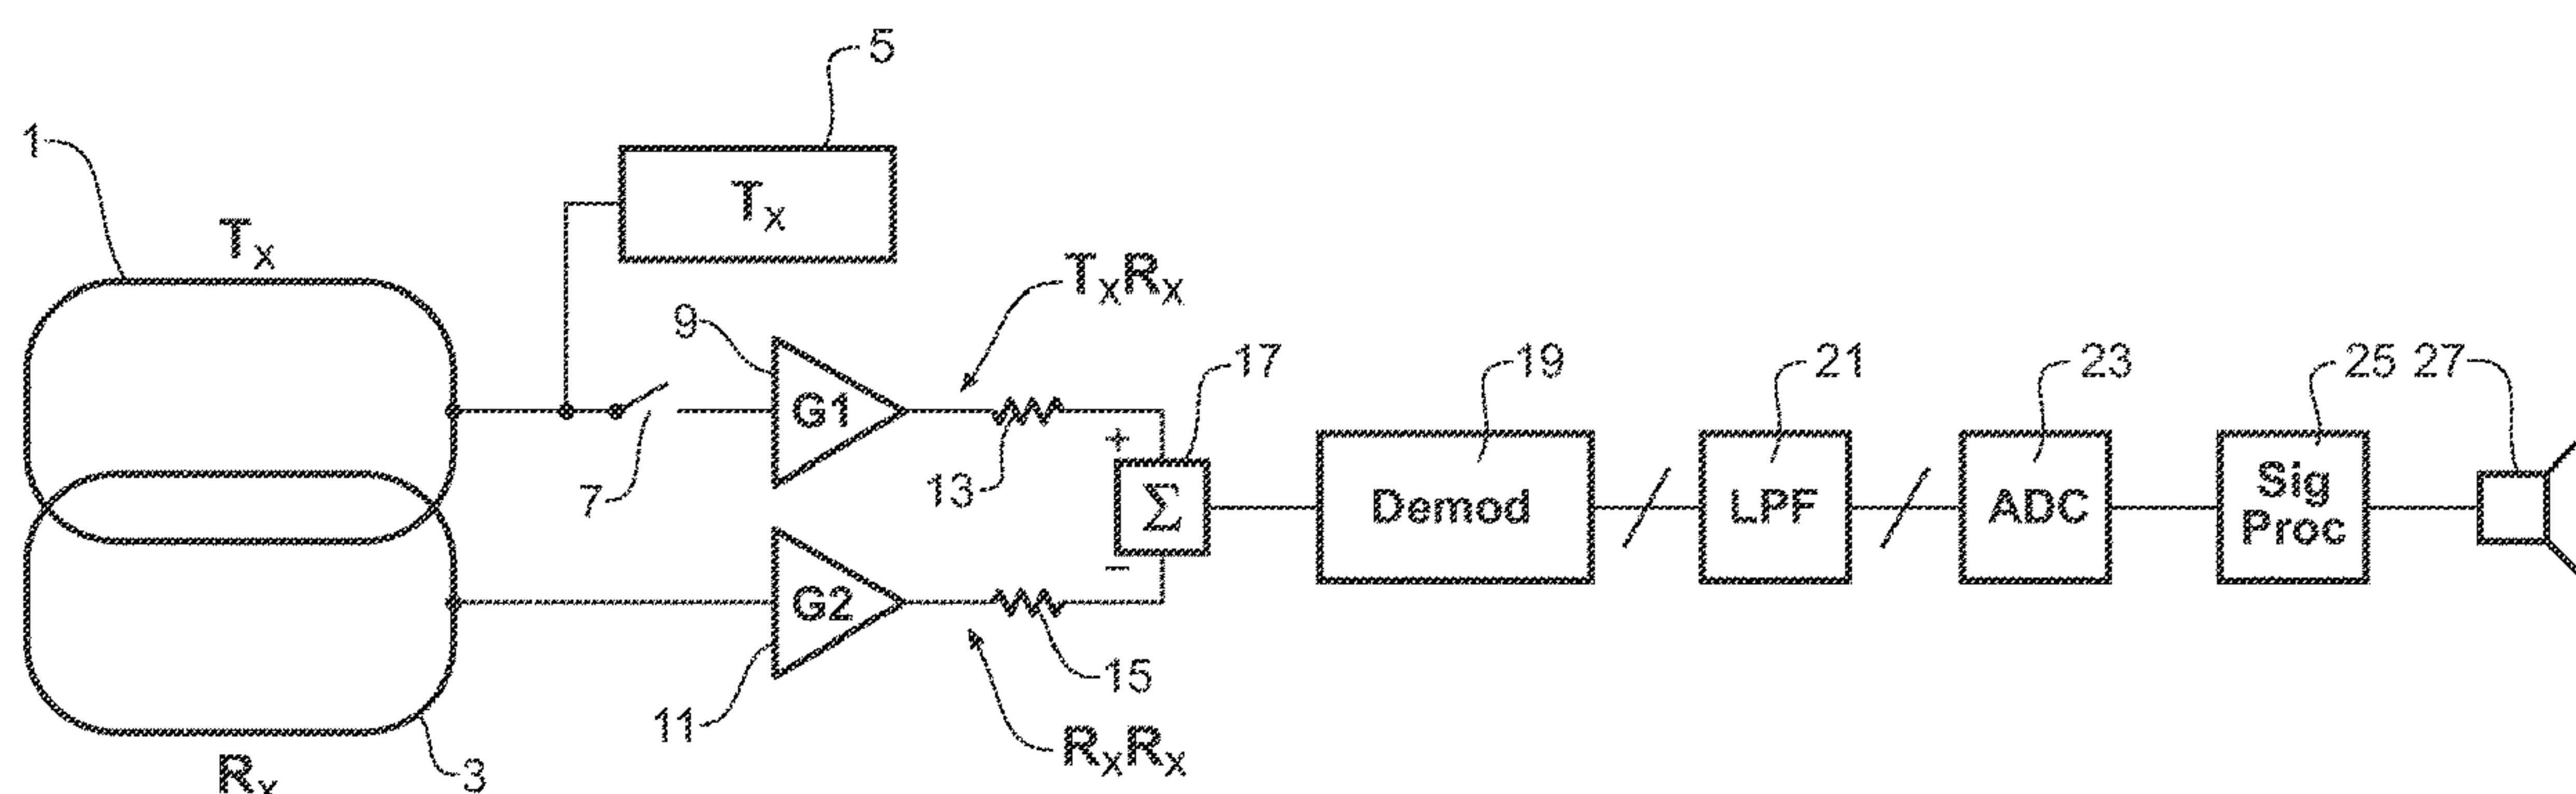 5
1
Tx
Tx
TxRx
9
17
19
21
23
25
27
G1
+
7
13
Σ
Demod
LPF
ADC
Sig
Proc
−
G2
15
11
RxRx
3
Rx